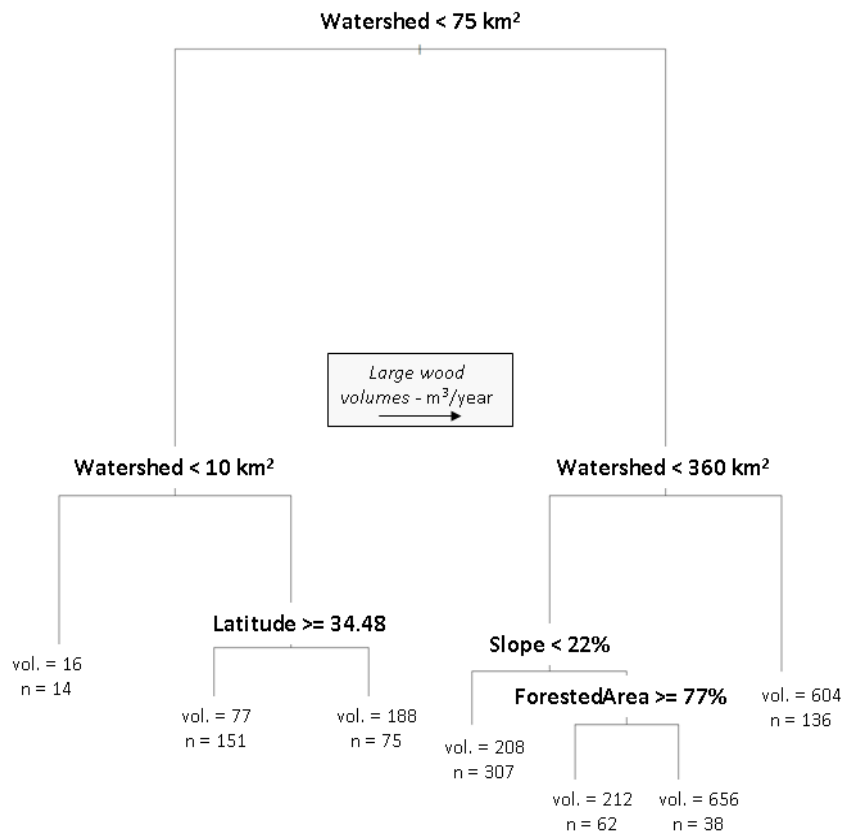 Watershed < 75 km²
Large wood
volumes - m³/year
Watershed < 10 km²
Watershed < 360 km²
Latitude >= 34.48
Slope < 22%
vol. = 16
n = 14
ForestedArea >= 77%
vol. = 604
n = 136
vol. = 77
n = 151
vol. = 188
n = 75
vol. = 208
n = 307
vol. = 212
n = 62
vol. = 656
n = 38